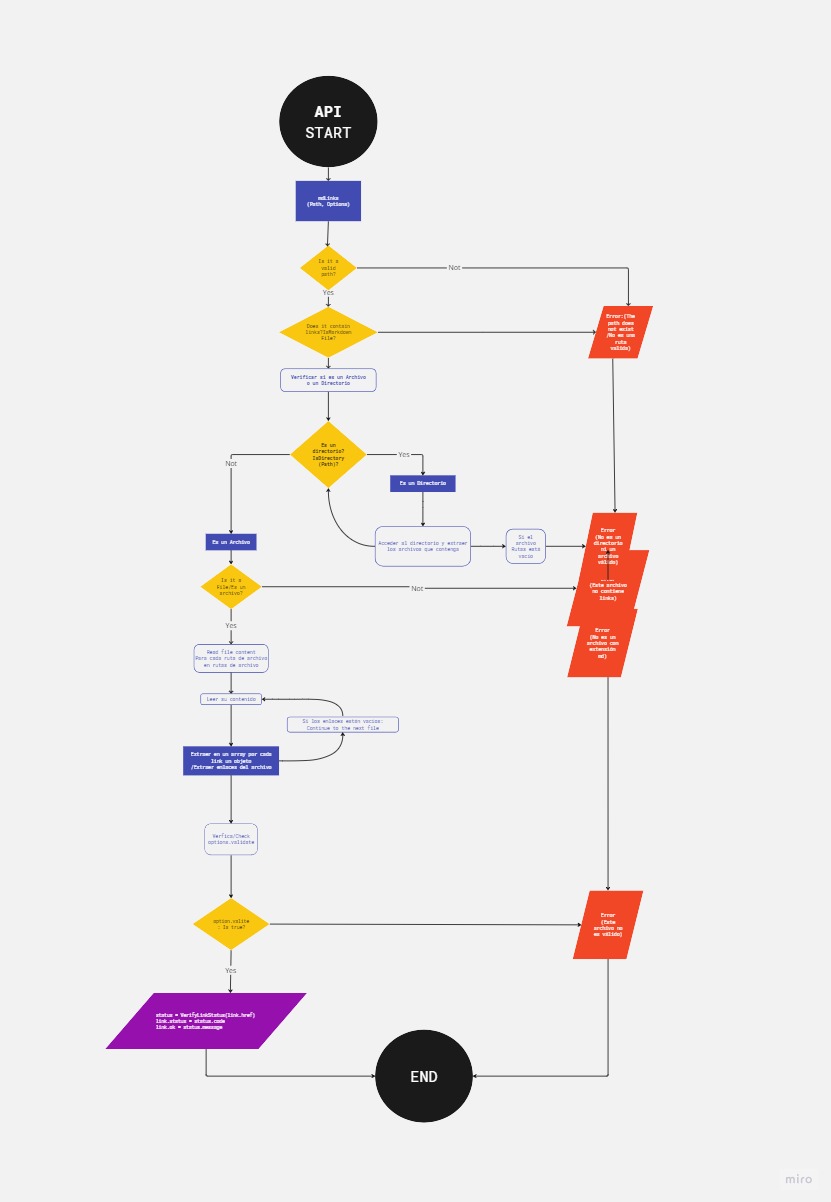 API
START
mdLinks
(Path, Options)
Is it a
valid
path?
Not
Yes
Error:(The
path does
not exist
/No es una
ruta
valida)
Does it contain
links?IsMarkdown
File?
Verificar si es un Archivo
o un Directorio
Es un
directorio?
IsDirectory
(Path)?
Yes
Not
Es un Directorio
Acceder al directorio y extraer
los archivos que contenga
Si el
archivo
Rutas está
vacio
Error
(No es un
directorio
archivo
válido)
Es un Archivo
Is it a
File/Es un
archivo?
Not
(Este archivo
no contiene
links)
Yes
Error
(No es un
archivo con
extensión
md)
Read file content
Para cada ruta de archivo
en rutas de archivo
Leer su contenido
Si los enlaces están vacios:
Continue to the next file
Extraer en un array por cada
link un objeto
/Extraer enlaces del archivo
Verfica/Check
options.validate
option.valite
: Is true?
Error
(Este
archivo no
es válido)
Yes
status = VerifyLinkStatus(link.href)
link.status = status.code
link.ok = status.message
END
miro